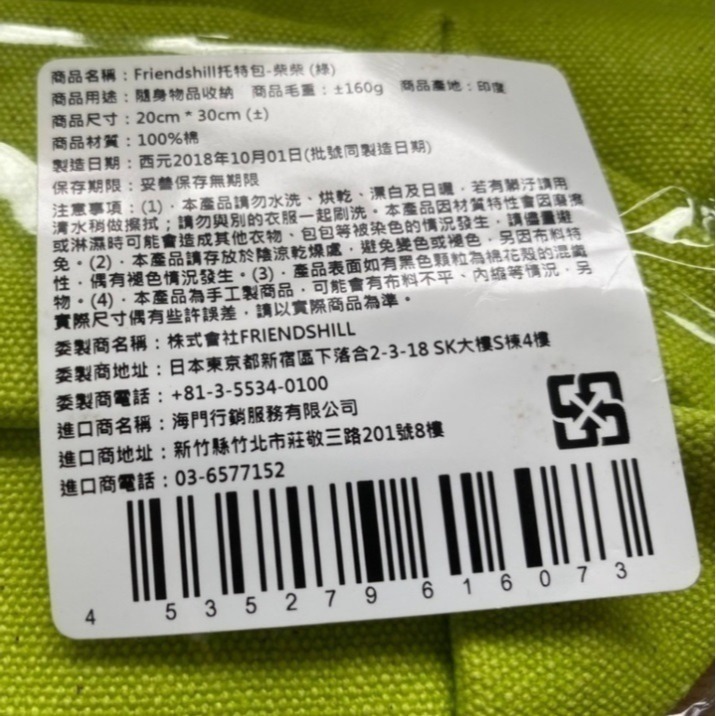 商品名稱：Friendshill托特包-柴柴 (綠)
商品用途：隨身物品收納　商品毛重：±160g　商品產地：印度
商品尺寸：20cm * 30cm (±)
商品材質：100%棉
製造日期：西元2018年10月01日(批號同製造日期)
保存期限：妥營保存無期限
注意事項：(1)．本產品請勿水洗、烘乾、漂白及日曬，若有髒汙請用
清水稍做擦拭；請勿與別的衣服一起刷洗。本產品因材質特性會因磨擦
或淋濕時可能會造成其他衣物、包包等被染色的情況發生，請儘量避
免。(2)．本產品請存放於陰涼乾燥處，避免變色或褪色，另因布料特
性，偶有褪色情況發生。(3)．產品表面如有黑色顆粒為棉花殼的混織
物。(4)．本產品為手工製商品，可能會有布料不平、內縮等情況，另
實際尺寸偶有些許誤差，請以實際商品為準。
委製商名稱：株式會社FRIENDSHILL
委製商地址：日本東京都新宿區下落合2-3-18 SK大樓S棟4樓
委製商電話：+81-3-5534-0100
進口商名稱：海門行銷服務有限公司
進口商地址：新竹縣竹北市莊敬三路201號8樓
進口商電話：03-6577152
4 535279 616073